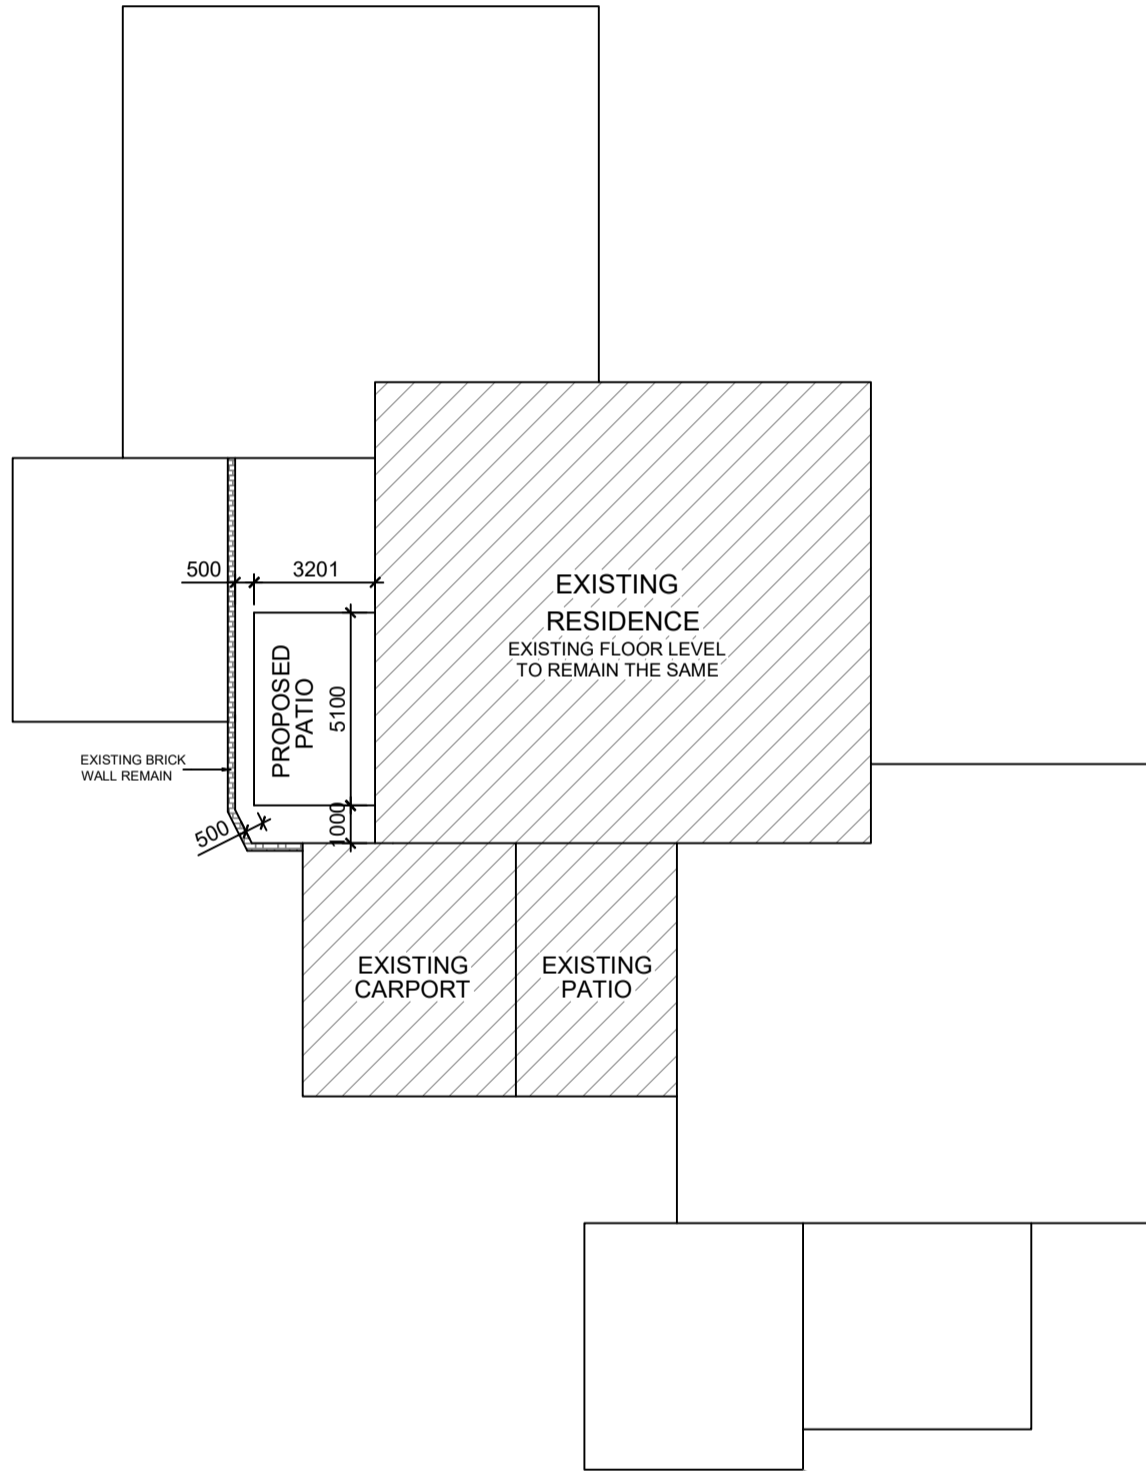 500
3201
EXISTING
RESIDENCE
EXISTING FLOOR LEVEL
TO REMAIN THE SAME
PROPOSED
PATIO
5100
EXISTING BRICK
WALL REMAIN
1000
500
EXISTING
CARPORT
EXISTING
PATIO